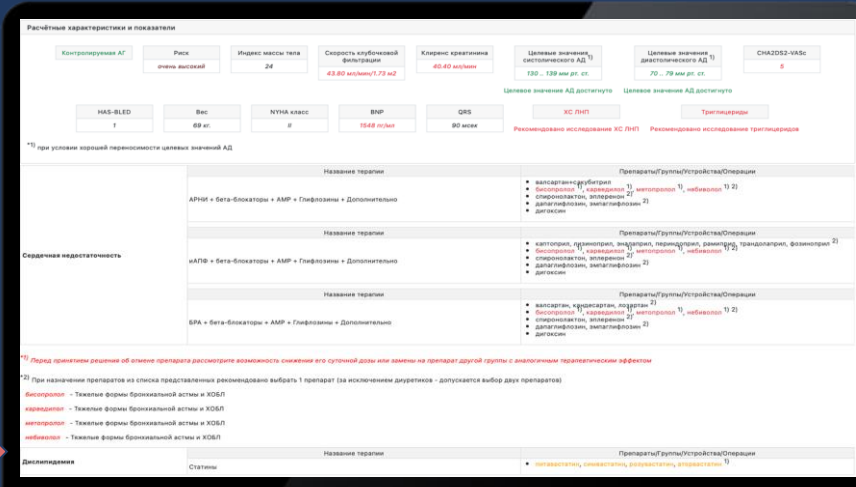 Расчётные характеристики и показатели
Контролируемая АГ
Риск
очень высокий
Индекс массы тела
24
Скорость клубочковой фильтрации
43.80 мл/мин/1.73 м2
Клиренс креатинина
40.40 мл/мин
Целевые значения систолического АД 1)
130 .. 139 мм рт. ст.
Целевое значение АД достигнуто
Целевые значения диастолического АД 1)
70 .. 79 мм рт. ст.
Целевое значение АД достигнуто
CHA2DS2-VASc
5
HAS-BLED
1
Вес
69 кг.
NYHA класс
II
BNP
1548 пг/мл
QRS
90 мсек
ХС ЛНП
Рекомендовано исследование ХС ЛНП
Триглицериды
Рекомендовано исследование триглицеридов
*1) при условии хорошей переносимости целевых значений АД
Сердечная недостаточность
Название терапии
Препараты/Группы/Устройства/Операции
АРНИ + бета-блокаторы + АМР + Глифлозины + Дополнительно
валсартан+сакубитрил
бисопролол 1), карведилол 1), метопролол 1), небиволол 1) 2)
спиронолактон, эплеренон 2)
дапаглифлозин, эмпаглифлозин 2)
дигоксин
Название терапии
Препараты/Группы/Устройства/Операции
иАПФ + бета-блокаторы + АМР + Глифлозины + Дополнительно
каптоприл, лизиноприл, эналаприл, периндоприл, рамиприл, трандолаприл, фозиноприл 2)
бисопролол 1), карведилол 1), метопролол 1), небиволол 1) 2)
спиронолактон, эплеренон 2)
дапаглифлозин, эмпаглифлозин 2)
дигоксин
Название терапии
Препараты/Группы/Устройства/Операции
БРА + бета-блокаторы + АМР + Глифлозины + Дополнительно
валсартан, кандесартан, лозартан 2)
бисопролол 1), карведилол 1), метопролол 1), небиволол 1) 2)
спиронолактон, эплеренон 2)
дапаглифлозин, эмпаглифлозин 2)
дигоксин
*1) Перед принятием решения об отмене препарата рассмотрите возможность снижения его суточной дозы или замены на препарат другой группы с аналогичным терапевтическим эффектом
*2) При назначении препаратов из списка представленных рекомендовано выбрать 1 препарат (за исключением диуретиков - допускается выбор двух препаратов)
бисопролол - Тяжелые формы бронхиальной астмы и ХОБЛ
карведилол - Тяжелые формы бронхиальной астмы и ХОБЛ
метопролол - Тяжелые формы бронхиальной астмы и ХОБЛ
небиволол - Тяжелые формы бронхиальной астмы и ХОБЛ
Дислипидемия
Название терапии
Препараты/Группы/Устройства/Операции
Статины
питавастатин, симвастатин, розувастатин, аторвастатин 1)